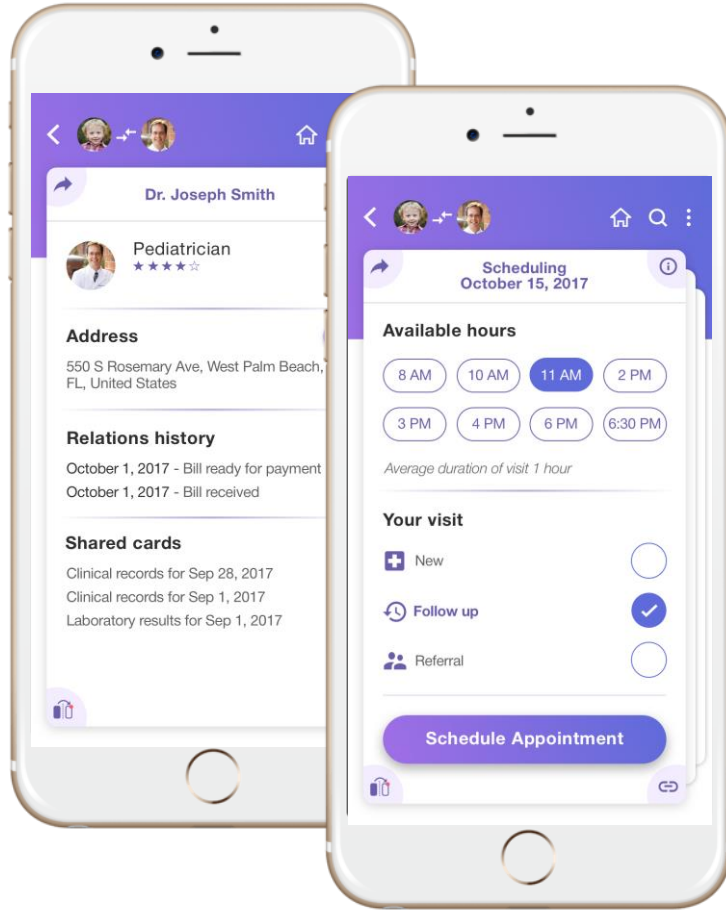 Dr. Joseph Smith
Pediatrician
Address
550 S Rosemary Ave, West Palm Beach,
FL, United States
Relations history
October 1, 2017 - Bill ready for payment
October 1, 2017 - Bill received
Shared cards
Clinical records for Sep 28, 2017
Clinical records for Sep 1, 2017
Laboratory results for Sep 1, 2017
Scheduling
October 15, 2017
Available hours
8 AM 10 AM 11 AM 2 PM
3 PM 4 PM 6 PM 6:30 PM
Average duration of visit 1 hour
Your visit
New
Follow up
Referral
Schedule Appointment